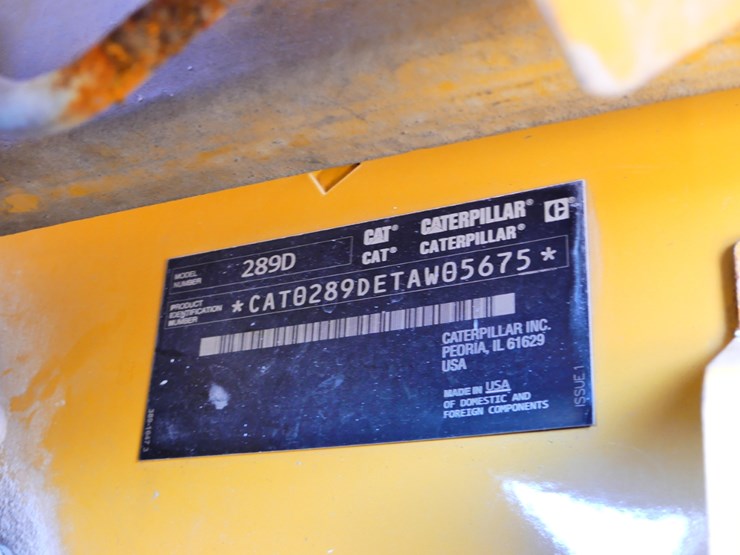 CAT® CATERPILLAR®
CAT® CATERPILLAR®
MODEL
NUMBER
289D
PRODUCT
IDENTIFICATION
NUMBER
*CAT0289DETAW05675*
CATERPILLAR INC.
PEORIA, IL 61629
USA
MADE IN USA
OF DOMESTIC AND
FOREIGN COMPONENTS
ISSUE 1